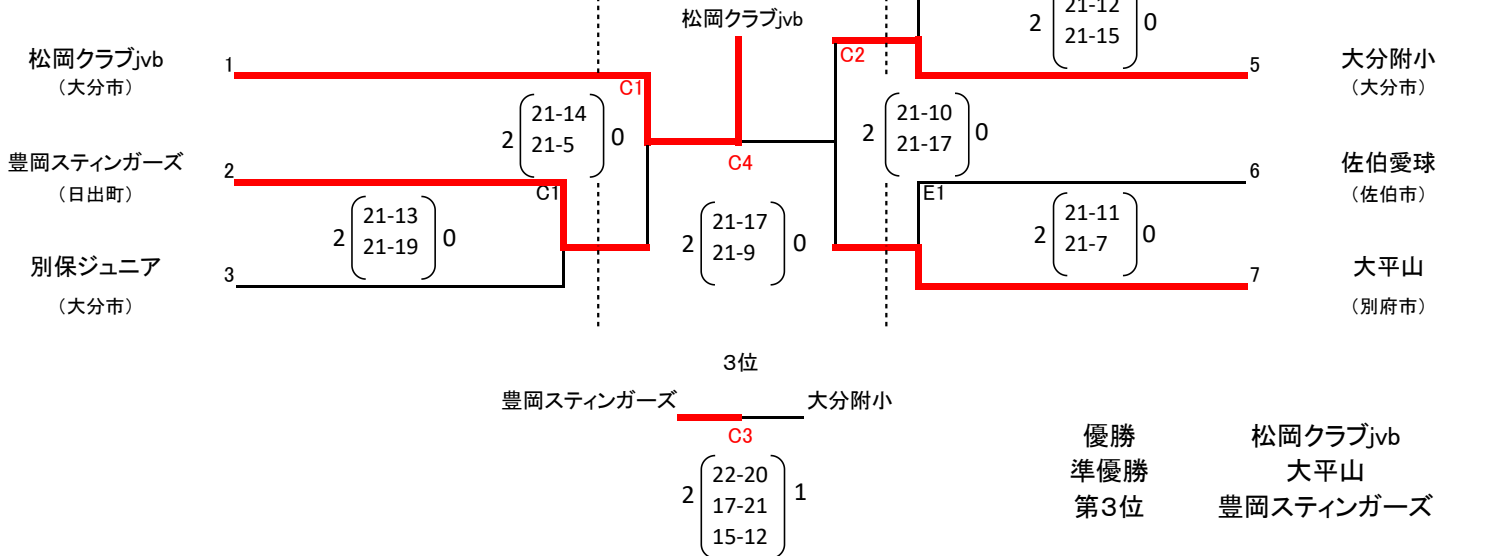 松岡クラブjvb
2 21-12 0
21-15
松岡クラブjvb 1
（大分市）
C1
C2
5 大分附小
（大分市）
2 21-14 0
21-5
2 21-10 0
21-17
C4
豊岡スティンガーズ 2
（日出町）
C1
E1
6 佐伯愛球
（佐伯市）
2 21-13 0
21-19
2 21-17 0
21-9
2 21-11 0
21-7
別保ジュニア 3
（大分市）
7 大平山
（別府市）
3位
豊岡スティンガーズ 大分附小
C3
2 22-20 1
17-21
15-12
優勝 松岡クラブjvb
準優勝 大平山
第3位 豊岡スティンガーズ